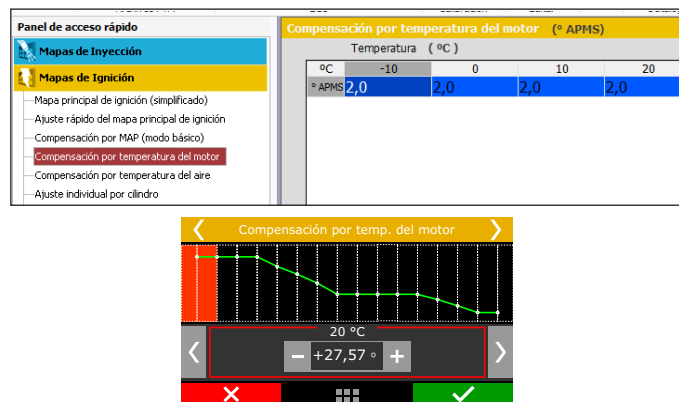 Panel de acceso rápido
Mapas de Inyección
Mapas de Ignición
Mapa principal de ignición (simplificado)
Ajuste rápido del mapa principal de ignición
Compensación por MAP (modo básico)
Compensación por temperatura del motor
Compensación por temperatura del aire
Ajuste individual por cilindro
Compensación por temperatura del motor (° APMS)
Temperatura ( ºC )
ºC -10 0 10 20
° APMS 2,0 2,0 2,0 2,0
Compensación por temp. del motor
20 °C
− +27,57 ° +